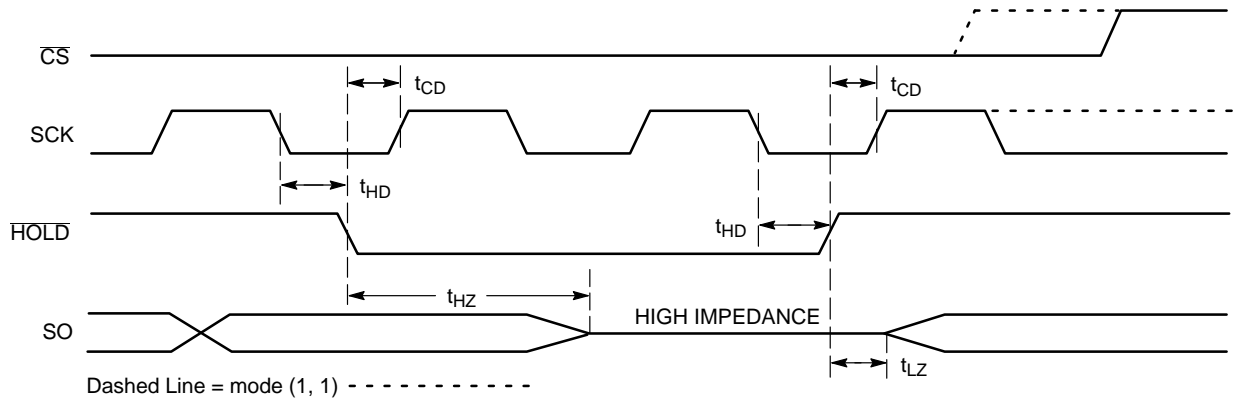 CS
tCD
tCD
SCK
tHD
HOLD
tHD
tHZ
HIGH IMPEDANCE
SO
tLZ
Dashed Line = mode (1, 1)